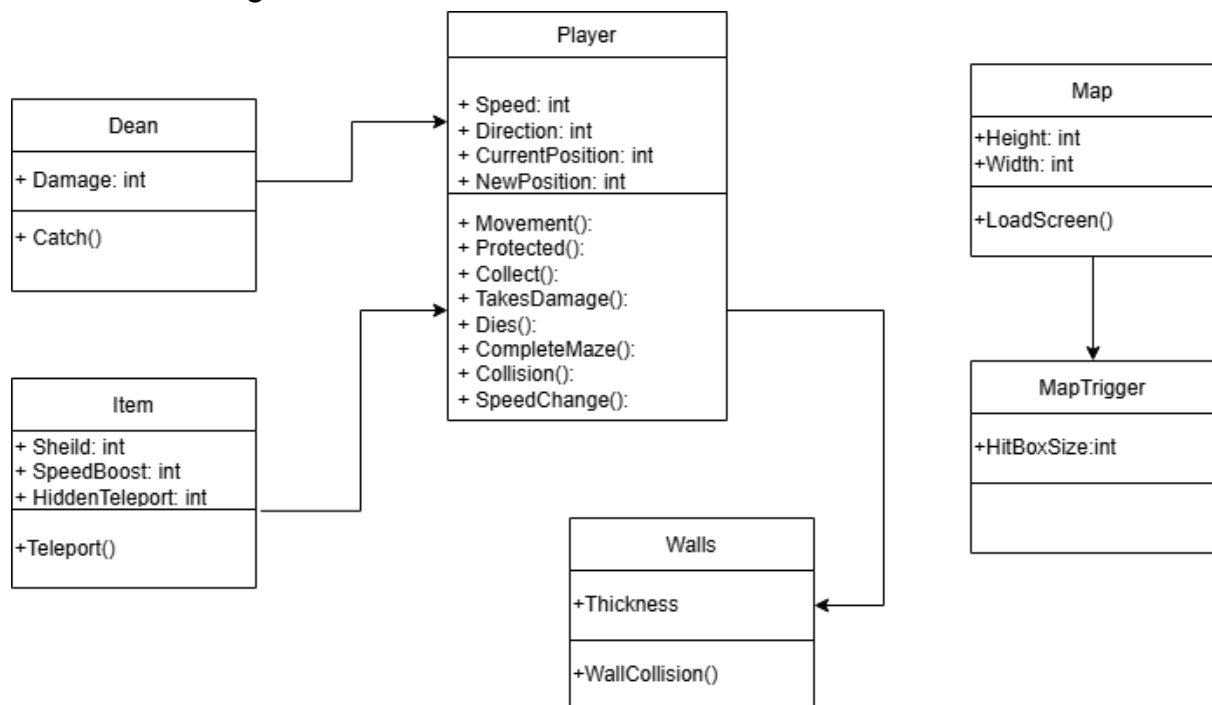 Player
+ Speed: int
+ Direction: int
+ CurrentPosition: int
+ NewPosition: int
+ Movement():
+ Protected():
+ Collect():
+ TakesDamage():
+ Dies():
+ CompleteMaze():
+ Collision():
+ SpeedChange():
Dean
+ Damage: int
+ Catch()
Item
+ Sheild: int
+ SpeedBoost: int
+ HiddenTeleport: int
+Teleport()
Walls
+Thickness
+WallCollision()
Map
+Height: int
+Width: int
+LoadScreen()
MapTrigger
+HitBoxSize:int